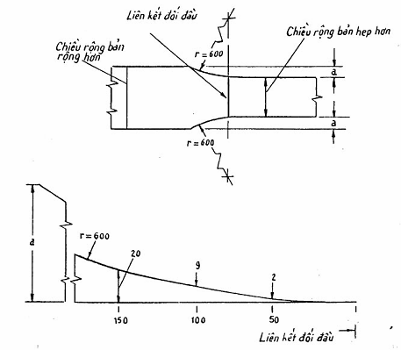 Liên kết đối đầu
Chiều rộng bản
rộng hơn
Chiều rộng bản hẹp hơn
r=600
a
a
r=600
r=600
d
20
9
2
150
100
50
Liên kết đối đầu